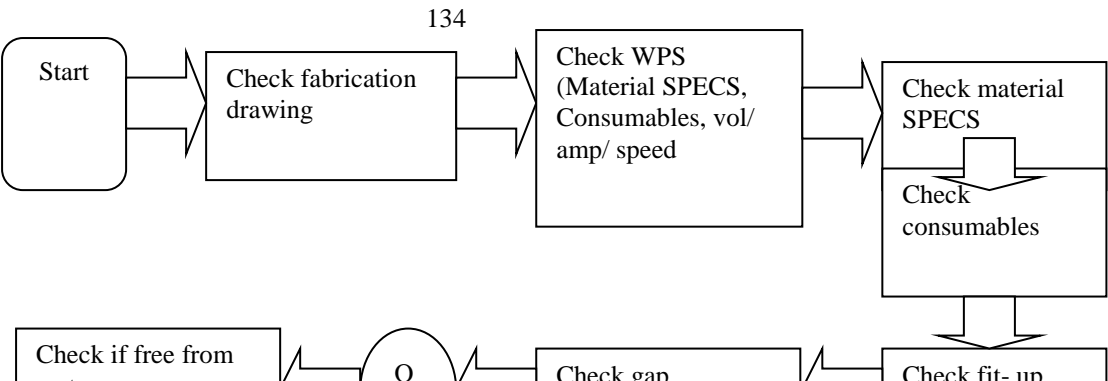 134
Start
Check fabrication
drawing
Check WPS
(Material SPECS,
Consumables, vol/
amp/ speed
Check material
SPECS
Check
consumables
Check fit- up
Check gap
O
Check if free from